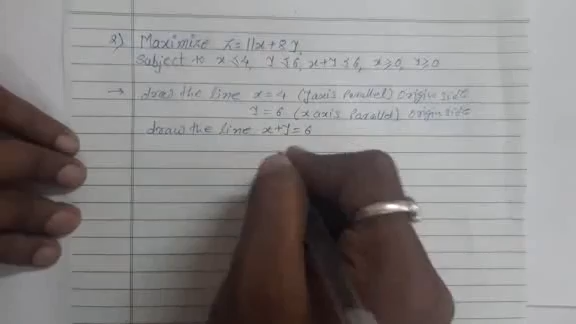 2) Maximize Z = 11x + 8y,
Subject to x ≤ 4, y ≤ 6, x + y ≤ 6, x ≥ 0, y ≥ 0
→ draw the line x = 4 (y axis parallel) origin side
y = 6 (x axis parallel) origin side
draw the line x + y = 6